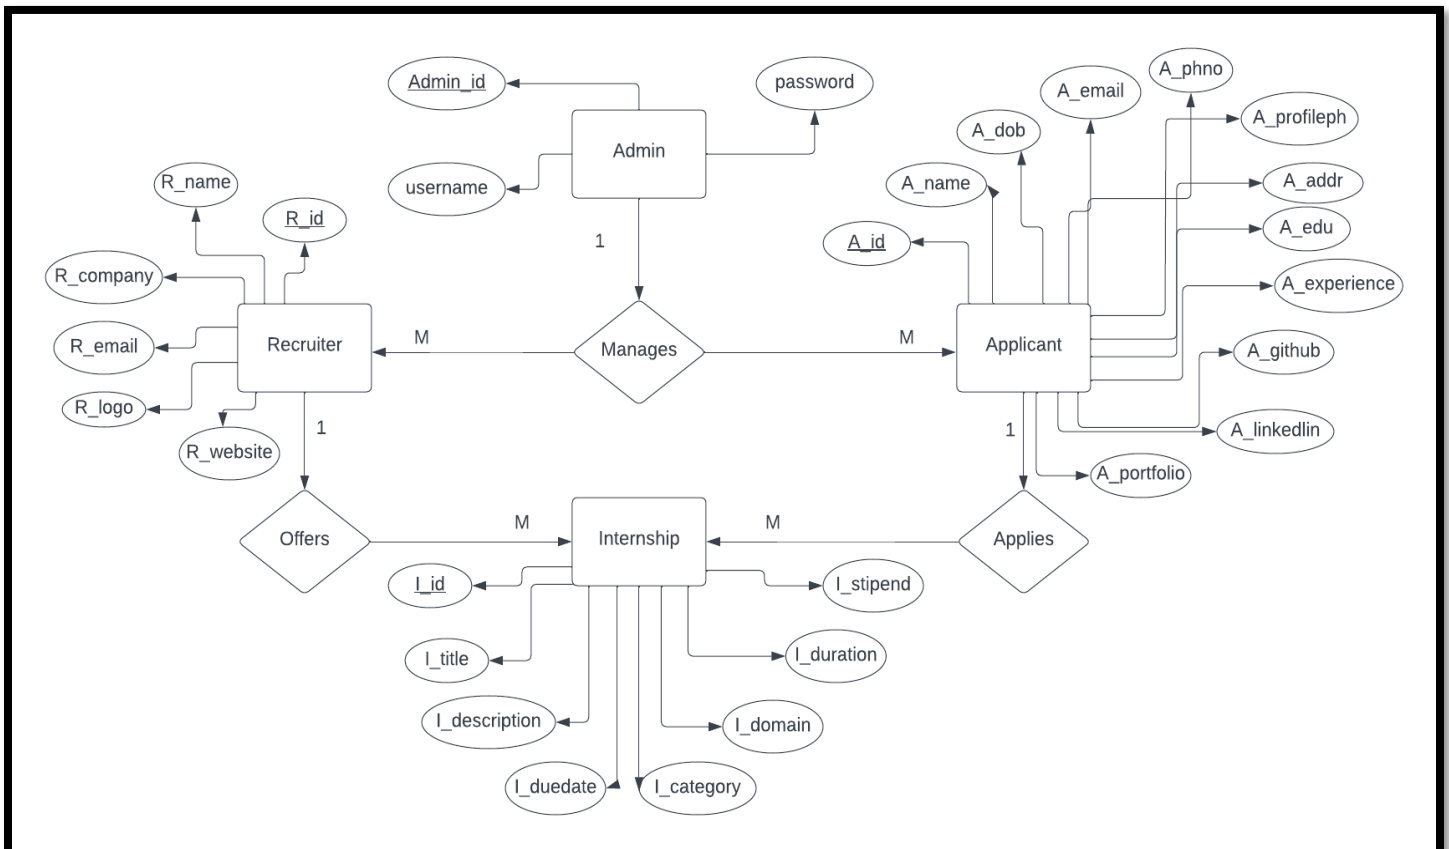 A_phno
Admin_id
password
A_email
A_profileph
A_dob
Admin
R_name
username
A_name
A_addr
R_id
A_edu
1
A_id
R_company
A_experience
R_email
Recruiter
M
Manages
M
Applicant
A_github
R_logo
1
1
A_linkedlin
R_website
A_portfolio
Offers
M
Internship
M
Applies
I_id
I_stipend
I_title
I_duration
I_description
I_domain
I_duedate
I_category